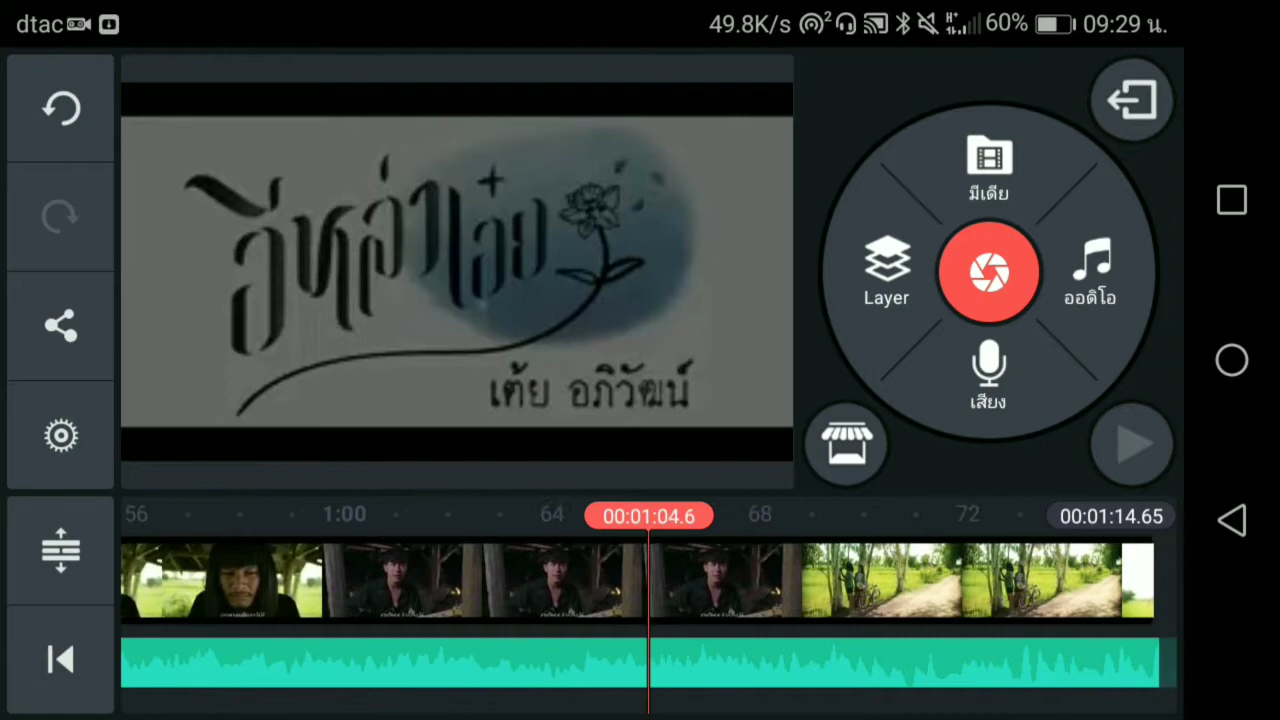 dtac
49.8K/s
2
H+
60%
09:29 น.
อีหล่าเอ๋ย
เต้ย อภิวัฒน์
มีเดีย
Layer
ออดิโอ
เสียง
56
1:00
64
00:01:04.6
68
72
00:01:14.65